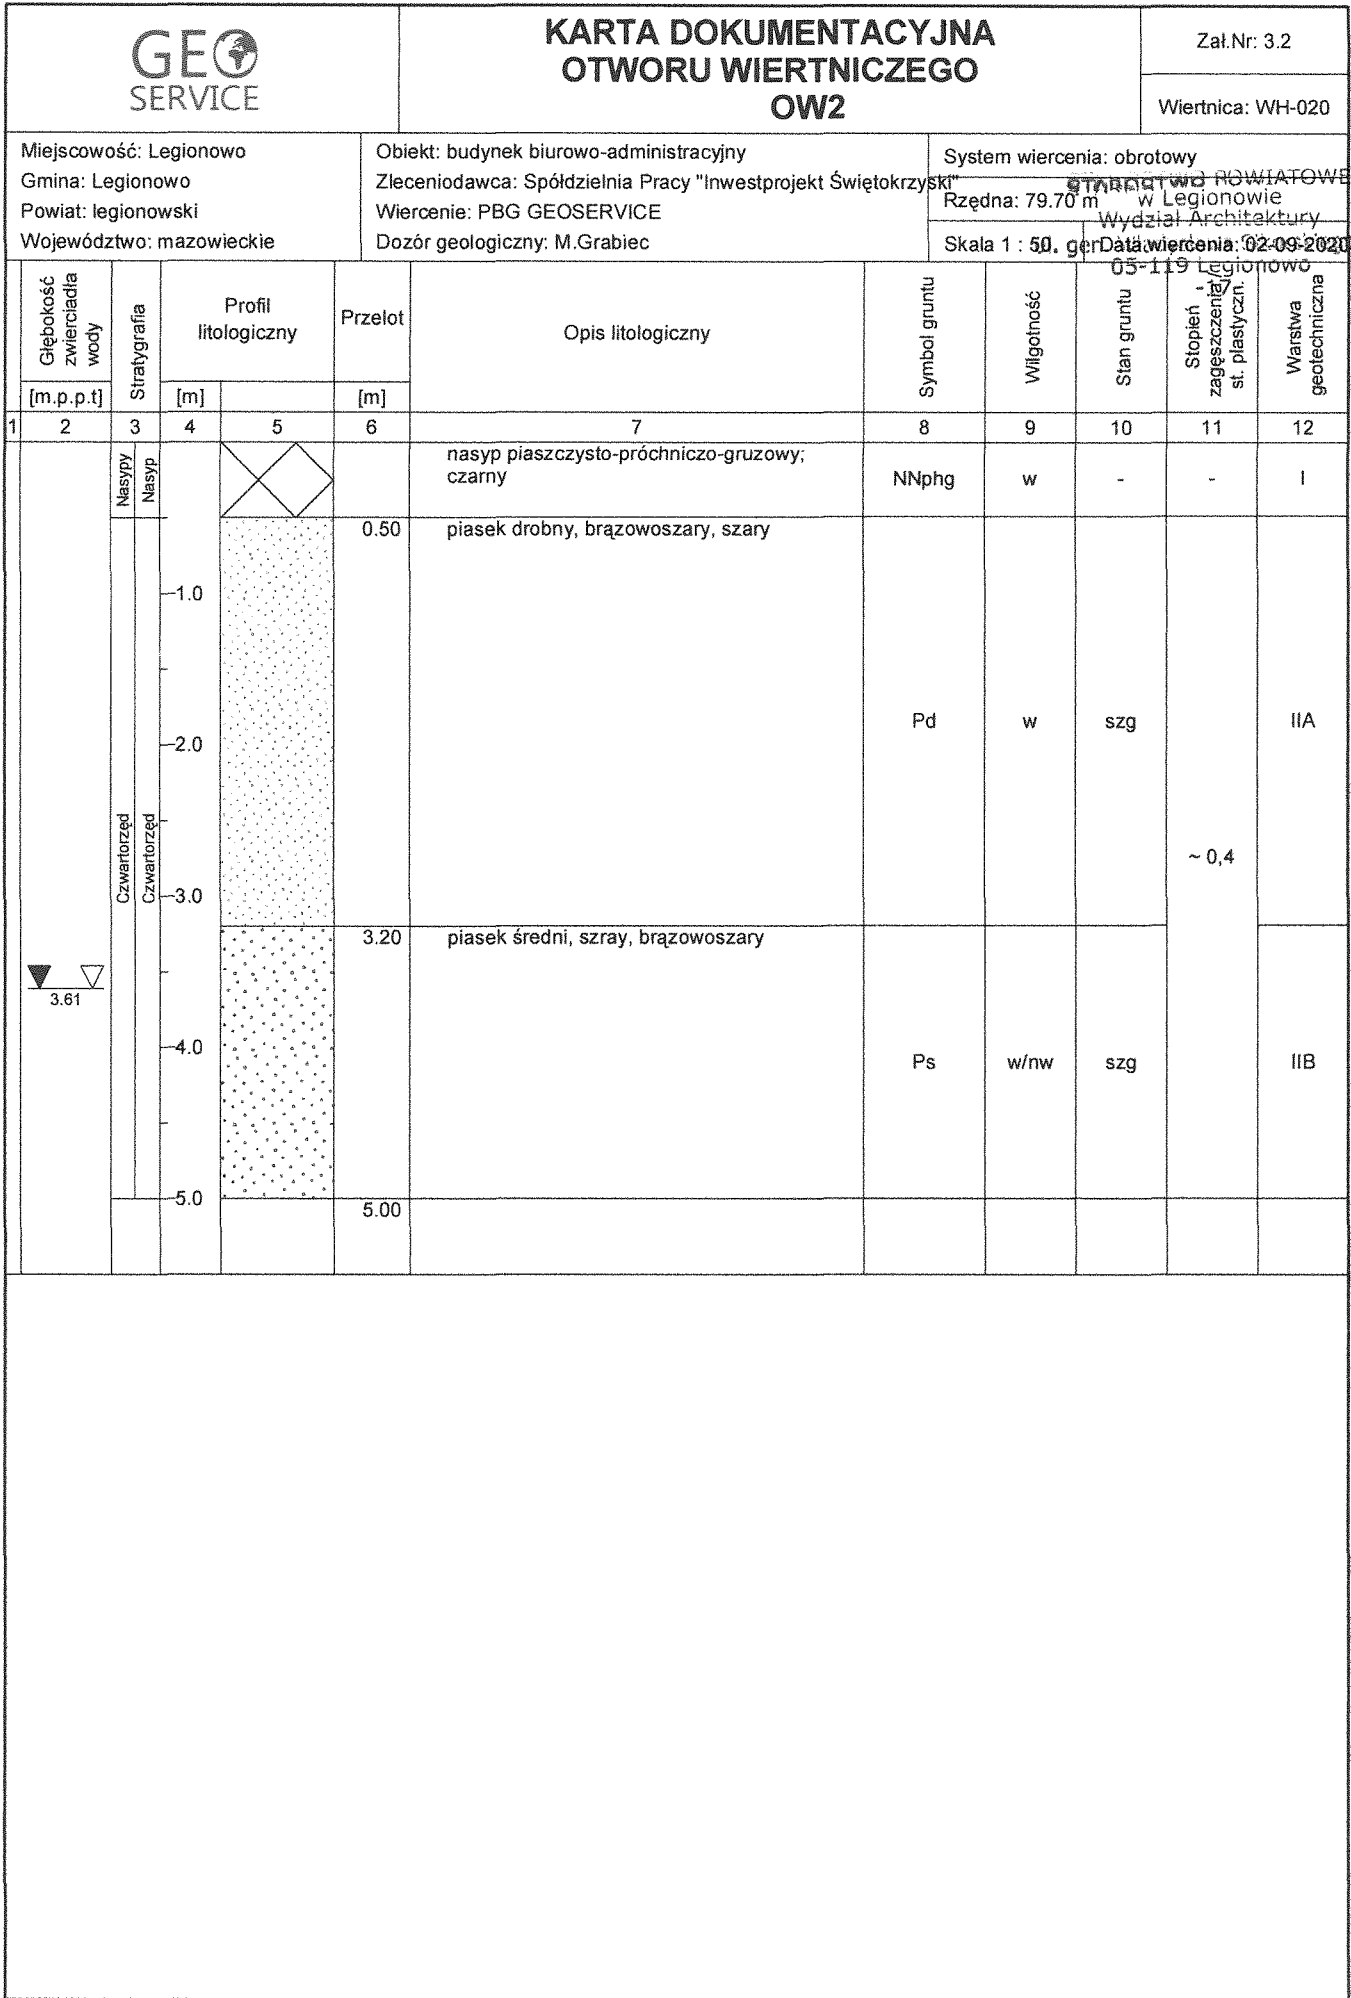 GEO
SERVICE
KARTA DOKUMENTACYJNA
OTWORU WIERTNICZEGO
OW2
Zał.Nr: 3.2
Wiertnica: WH-020
Miejscowość: Legionowo
Gmina: Legionowo
Powiat: legionowski
Województwo: mazowieckie
Obiekt: budynek biurowo-administracyjny
Zleceniodawca: Spółdzielnia Pracy "Inwestprojekt Świętokrzyski"
Wiercenie: PBG GEOSERVICE
Dozór geologiczny: M.Grabiec
System wiercenia: obrotowy
Rzędna: 79.70 m
Skala 1 : 50
Data wiercenia: 02-09-2020
POWIATOWE
w Legionowie
Wydział Architektury
gen.
05-119 Legionowo
Głębokość zwierciadła wody
[m.p.p.t]
Stratygrafia
Profil litologiczny
[m]
Przelot
[m]
Opis litologiczny
Symbol gruntu
Wilgotność
Stan gruntu
Stopień zagęszczenia/ st. plastyczn.
Warstwa geotechniczna
1 2 3 4 5 6 7 8 9 10 11 12
Nasypy
Nasyp
nasyp piaszczysto-próchniczo-gruzowy;
czarny
NNphg w - - I
0.50 piasek drobny, brązowoszary, szary
1.0
Pd w szg IIA
2.0
Czwartorzęd
Czwartorzęd
~ 0,4
3.0
3.20 piasek średni, szray, brązowoszary
3.61
4.0
Ps w/nw szg IIB
5.0
5.00